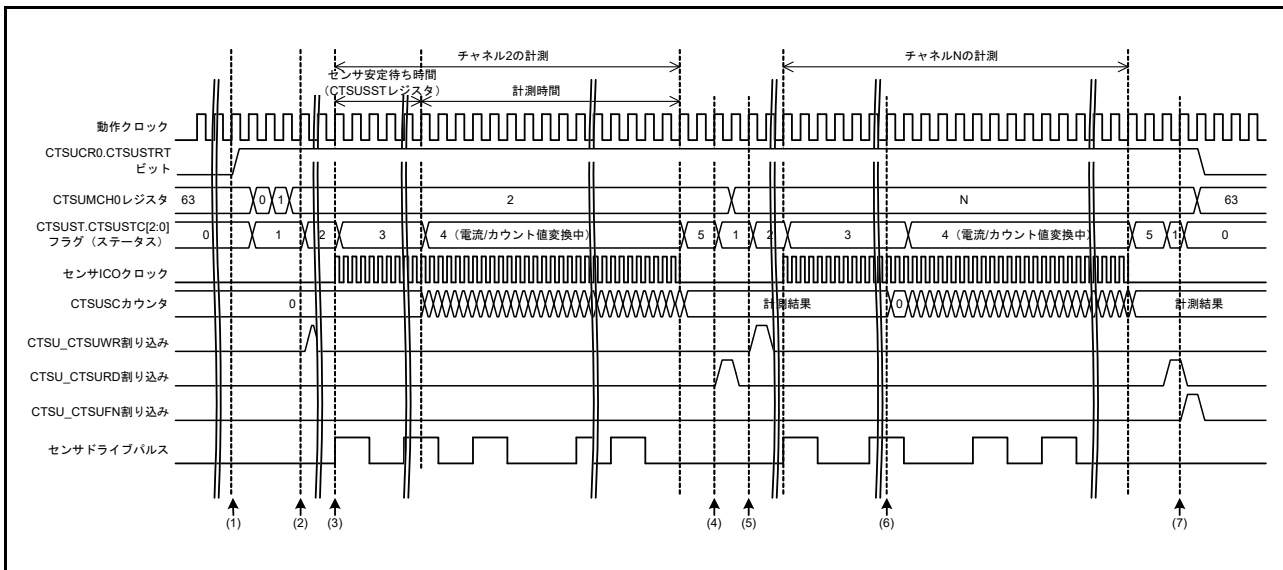 チャネル2の計測
チャネルNの計測
センサ安定待ち時間
（CTSUSSTレジスタ）
計測時間
動作クロック
CTSUCR0.CTSUSTRT
ビット
CTSUMCH0レジスタ
63
0
1
2
N
63
CTSUST.CTSUSTC[2:0]
フラグ（ステータス）
0
1
2
3
4（電流/カウント値変換中）
5
1
2
3
4（電流/カウント値変換中）
5
1
0
センサICOクロック
CTSUSCカウンタ
0
計測結果
0
計測結果
CTSU_CTSUWR割り込み
CTSU_CTSURD割り込み
CTSU_CTSUFN割り込み
センサドライブパルス
(1)
(2)
(3)
(4)
(5)
(6)
(7)